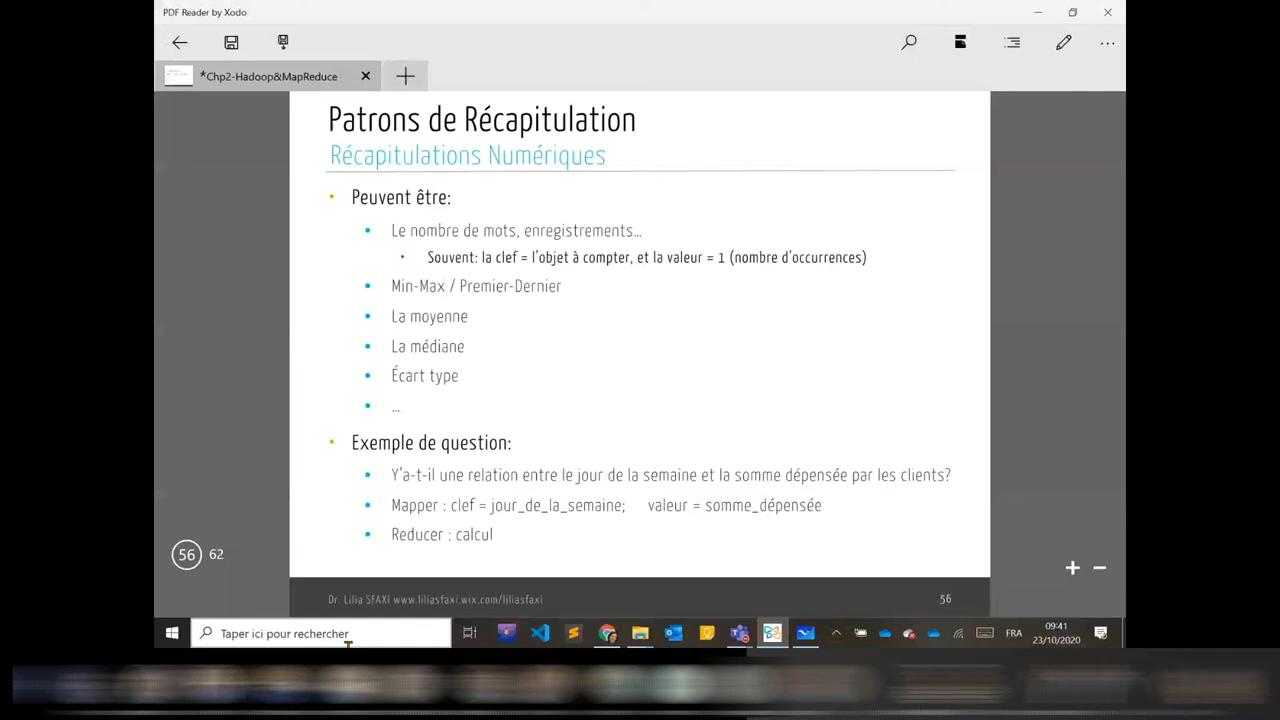 PDF Reader by Xodo
*Chp2-Hadoop&MapReduce
Patrons de Récapitulation
Récapitulations Numériques
• Peuvent être:
• Le nombre de mots, enregistrements…
• Souvent: la clef = l'objet à compter, et la valeur = 1 (nombre d'occurrences)
• Min-Max / Premier-Dernier
• La moyenne
• La médiane
• Écart type
• …
• Exemple de question:
• Y'a-t-il une relation entre le jour de la semaine et la somme dépensée par les clients?
• Mapper : clef = jour_de_la_semaine; valeur = somme_dépensée
• Reducer : calcul
56 62
Dr. Lilia SFAXI www.liliasfaxi.wix.com/liliasfaxi 56
Taper ici pour rechercher
FRA
09:41
23/10/2020